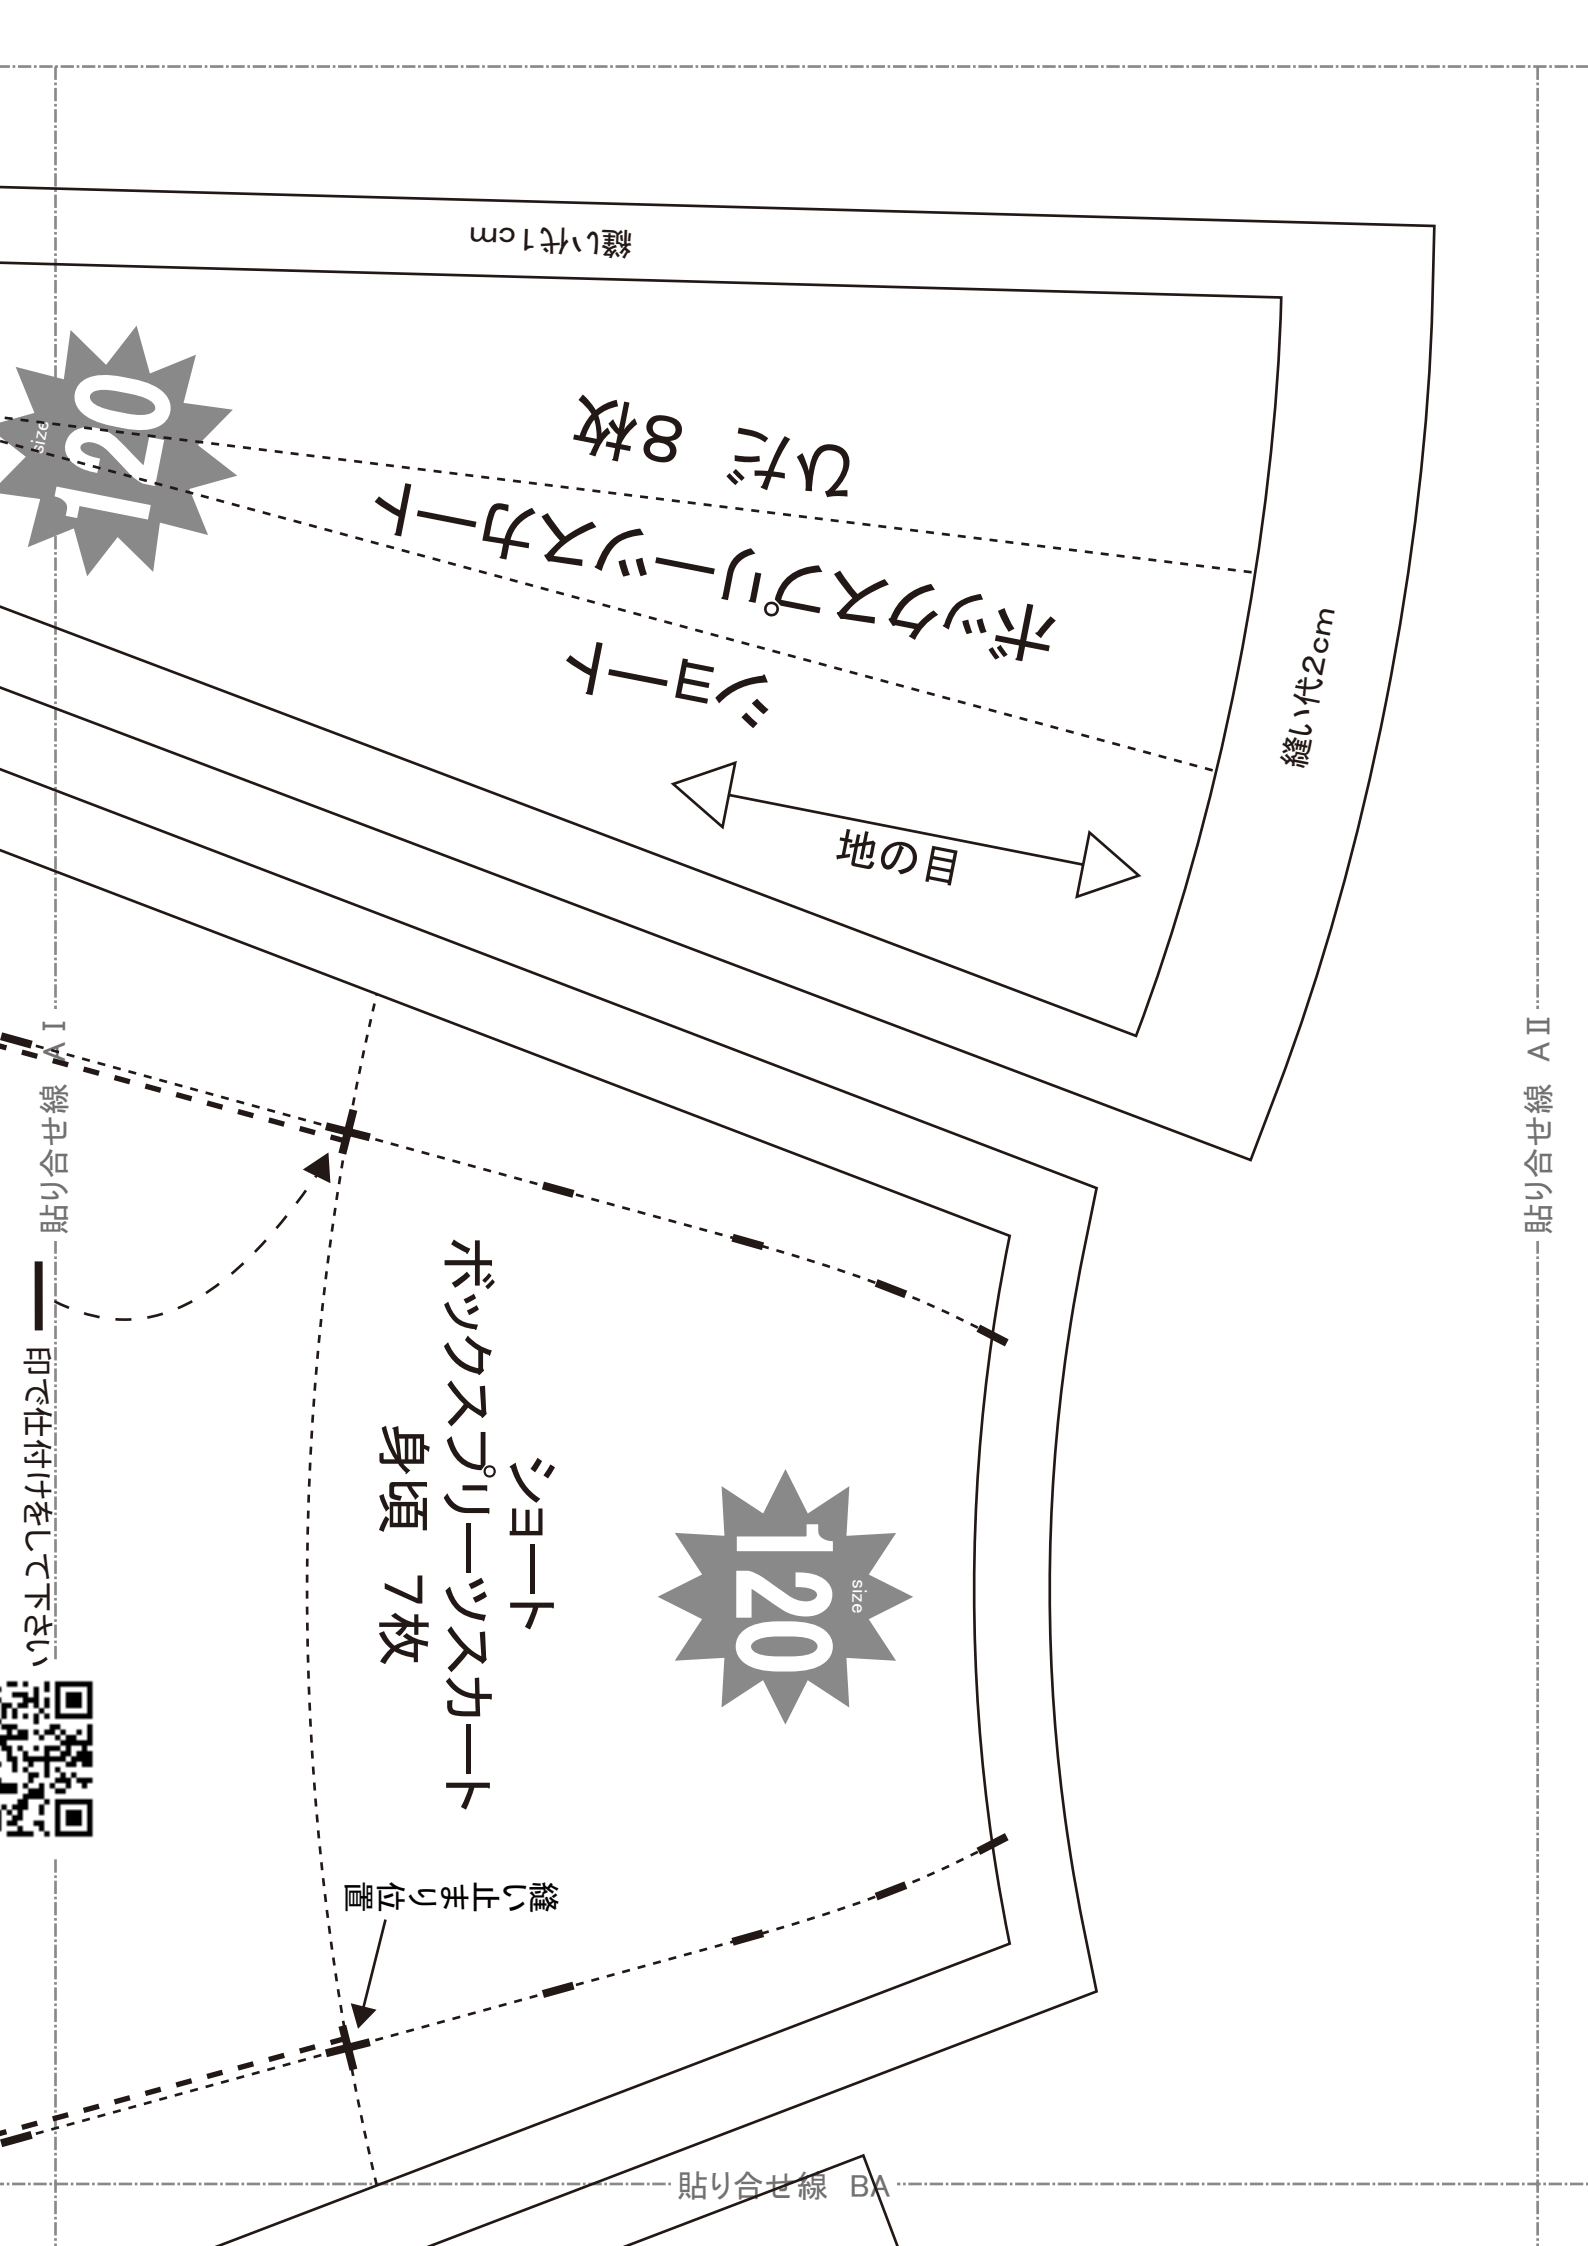 縫い代1cm
size
120
ショート
ボックスプリーツスカート
ひだ 8枚
縫い代2cm
地の目
貼り合せ線 AⅠ
貼り合せ線 AⅡ
印で仕付けをして下さい
ショート
ボックスプリーツスカート
身頃 7枚
size
120
縫い止まり位置
貼り合せ線 BA